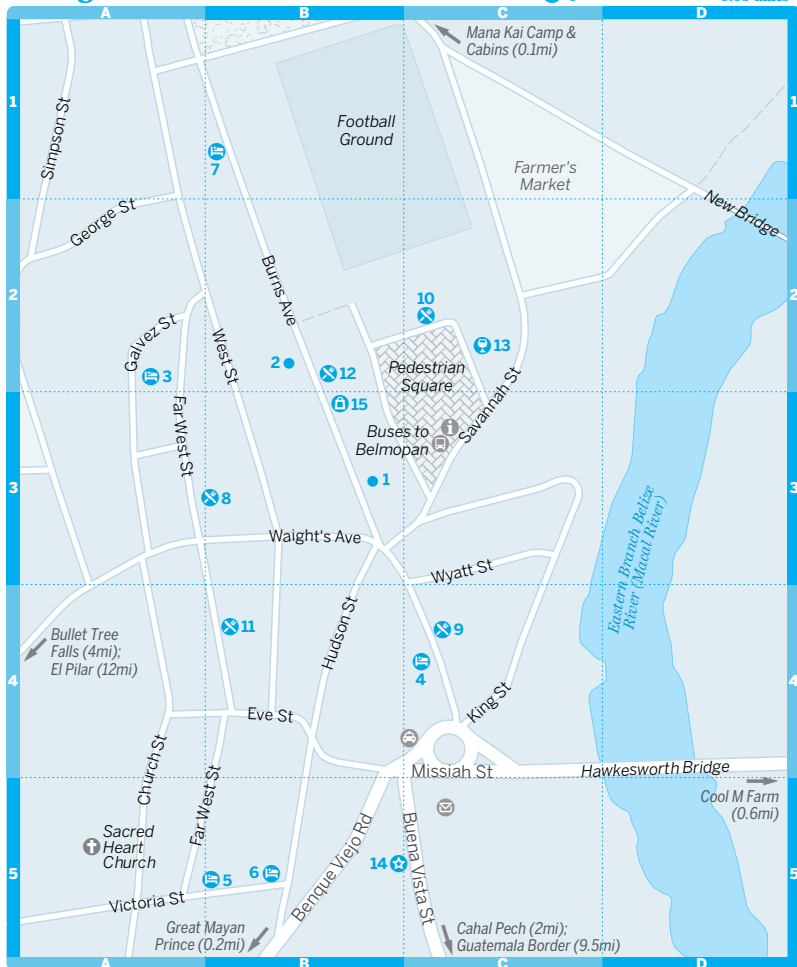 A
B
C
D
Mana Kai Camp &
Cabins (0.1mi)
1
1
Simpson St
Football
Ground
7
Farmer's
Market
George St
New Bridge
Burns Ave
2
2
10
Galvez St
West St
13
2
12
3
Pedestrian
Square
15
Far West St
Savannah St
Buses to
Belmopan
1
3
3
8
Eastern Branch Belize
River (Macal River)
Waight's Ave
Wyatt St
Hudson St
11
9
Bullet Tree
Falls (4mi);
El Pilar (12mi)
4
4
4
King St
Eve St
Church St
Missiah St
Hawkesworth Bridge
Far West St
Cool M Farm
(0.6mi)
Sacred
Heart
Church
Benque Viejo Rd
Buena Vista St
14
5
5
5
6
Victoria St
Great Mayan
Prince (0.2mi)
Cahal Pech (2mi);
Guatemala Border (9.5mi)
A
B
C
D